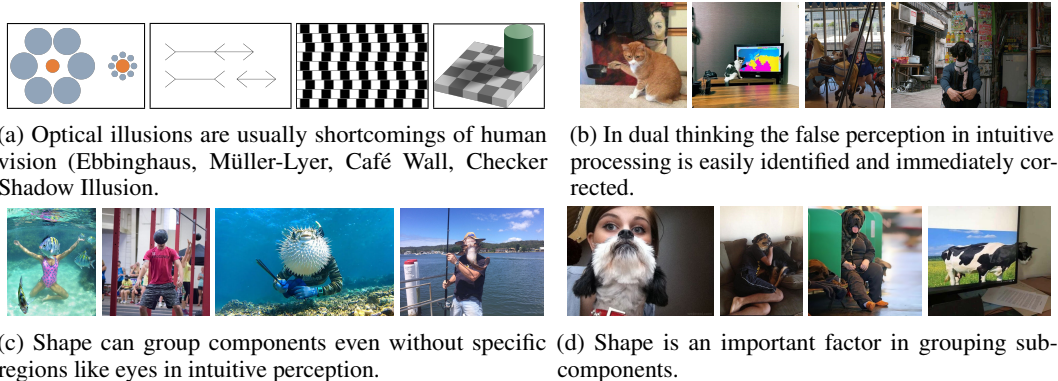 (a) Optical illusions are usually shortcomings of human
vision (Ebbinghaus, Müller-Lyer, Café Wall, Checker
Shadow Illusion.
(b) In dual thinking the false perception in intuitive
processing is easily identified and immediately cor-
rected.
(c) Shape can group components even without specific
regions like eyes in intuitive perception.
(d) Shape is an important factor in grouping sub-
components.